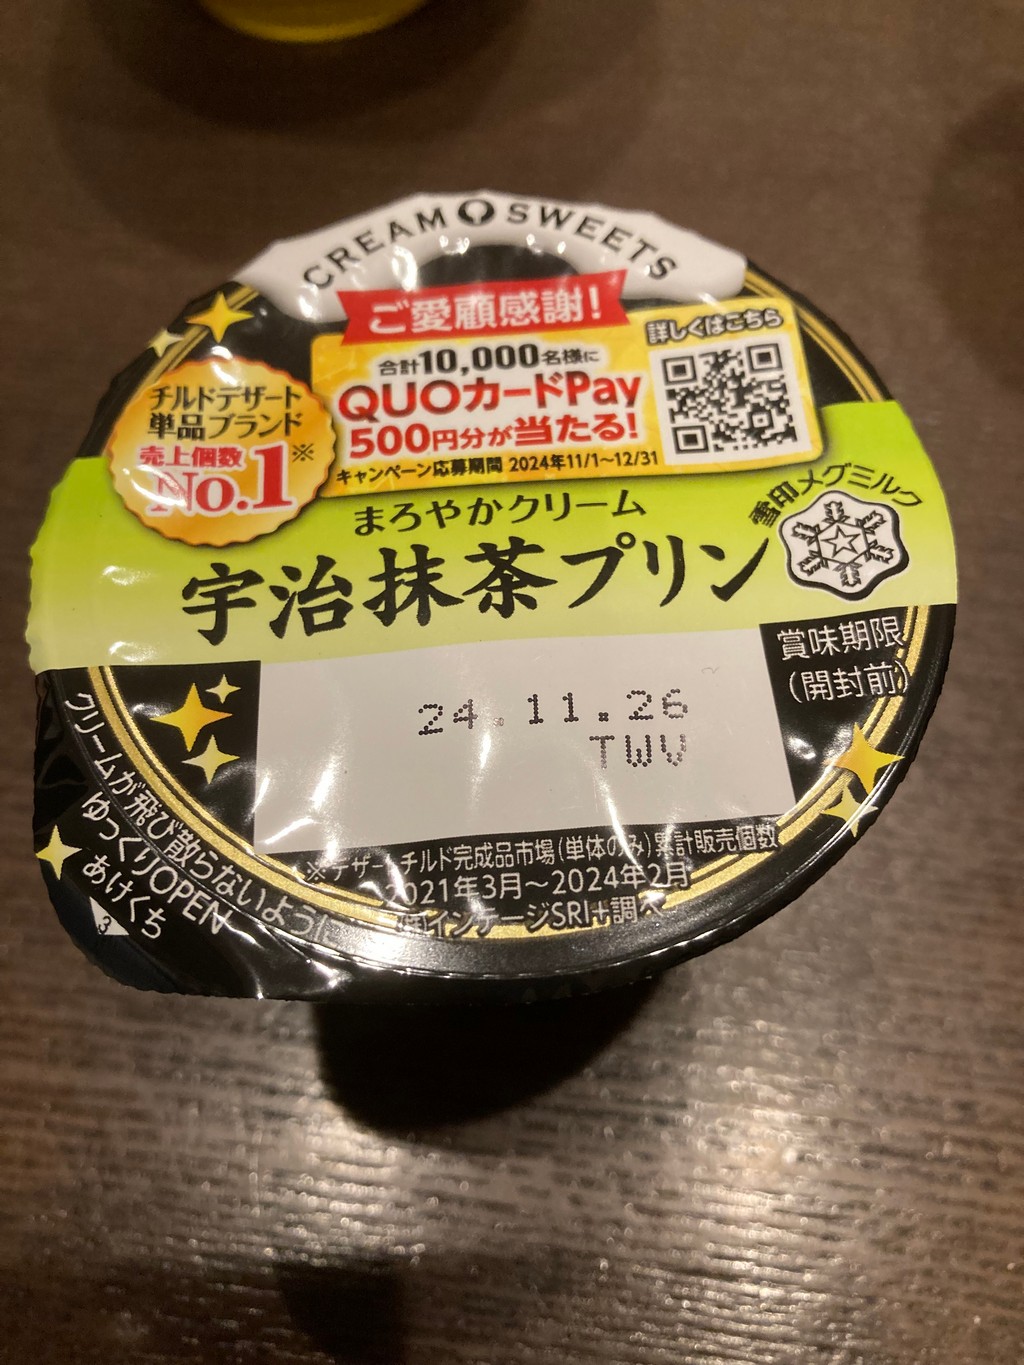 CREAM SWEETS
ご愛顧感謝!
合計10,000名様に
QUOカードPay
500円分が当たる!
キャンペーン応募期間 2024年11/1〜12/31
詳しくはこちら
チルドデザート
単品ブランド
売上個数
No.1※
まろやかクリーム
宇治抹茶プリン
雪印メグミルク
賞味期限
(開封前)
24.11.26
TWV
※デザートチルド完成品市場(単体のみ)累計販売個数
2021年3月〜2024年2月
インテージSRI+調べ
クリームが飛び散らないように
ゆっくりOPEN
あけくち
3